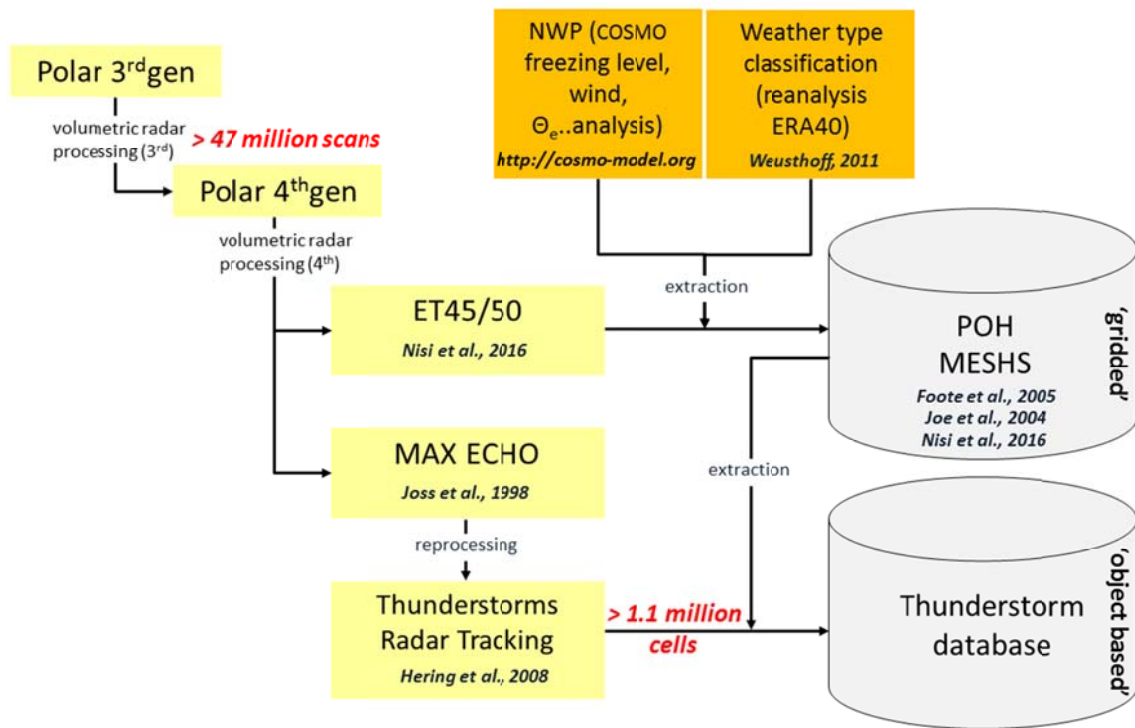 Polar 3rdgen
volumetric radar
processing (3rd)
> 47 million scans
Polar 4thgen
volumetric radar
processing (4th)
NWP (COSMO
freezing level,
wind,
Θe..analysis)
http://cosmo-model.org
Weather type
classification
(reanalysis
ERA40)
Weusthoff, 2011
extraction
ET45/50
Nisi et al., 2016
POH
MESHS
Foote et al., 2005
Joe et al., 2004
Nisi et al., 2016
'gridded'
MAX ECHO
Joss et al., 1998
extraction
reprocessing
Thunderstorms
Radar Tracking
Hering et al., 2008
> 1.1 million
cells
Thunderstorm
database
'object based'